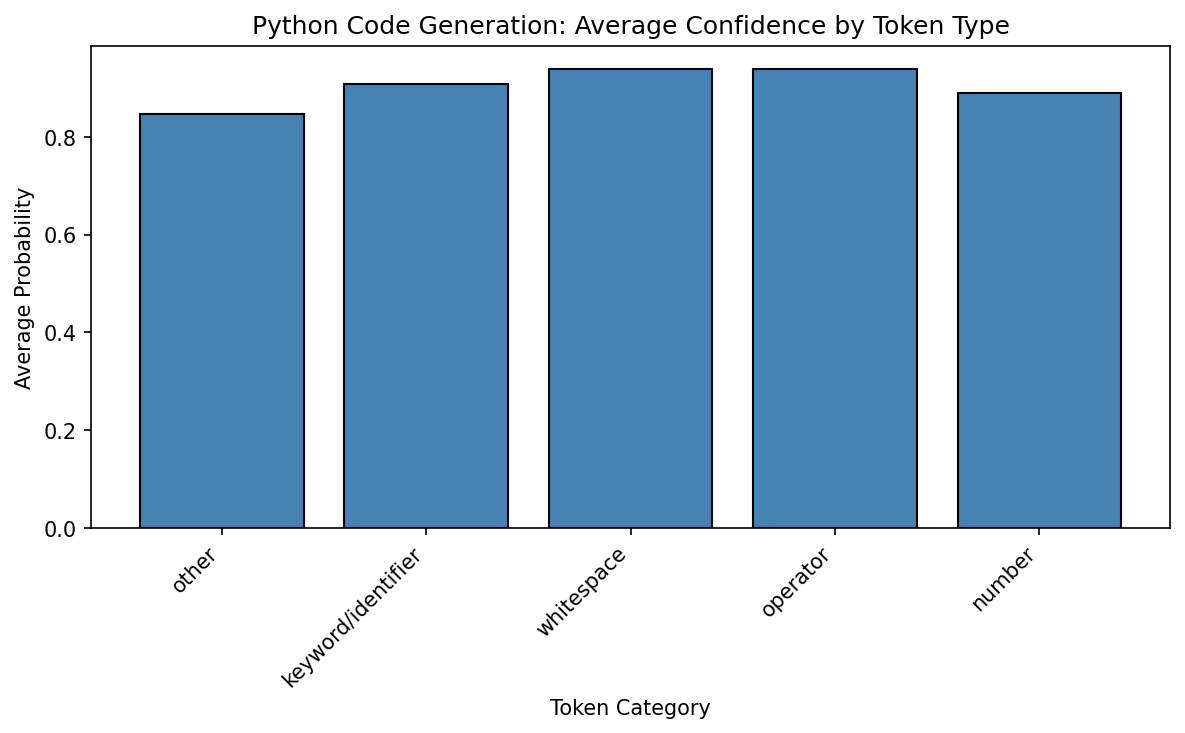 Python Code Generation: Average Confidence by Token Type
Average Probability
0.8
0.6
0.4
0.2
0.0
other
keyword/identifier
whitespace
operator
number
Token Category